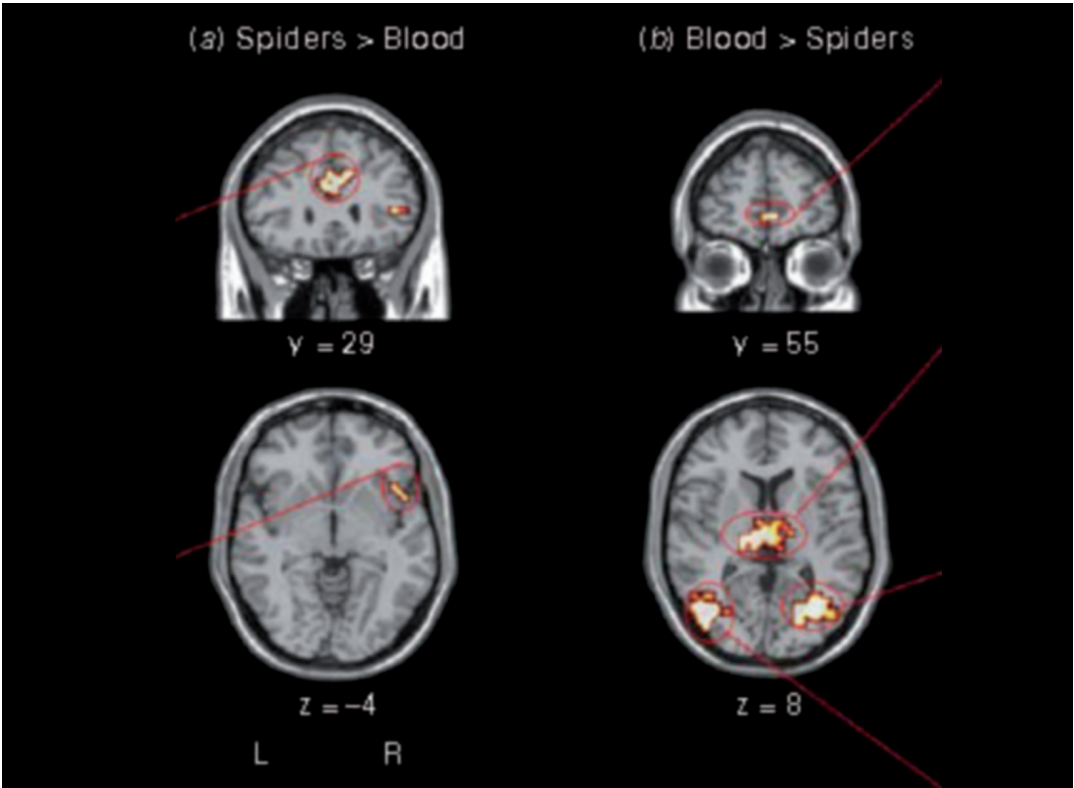 (a) Spiders > Blood
y = 29
z = -4
L R
(b) Blood > Spiders
y = 55
z = 8